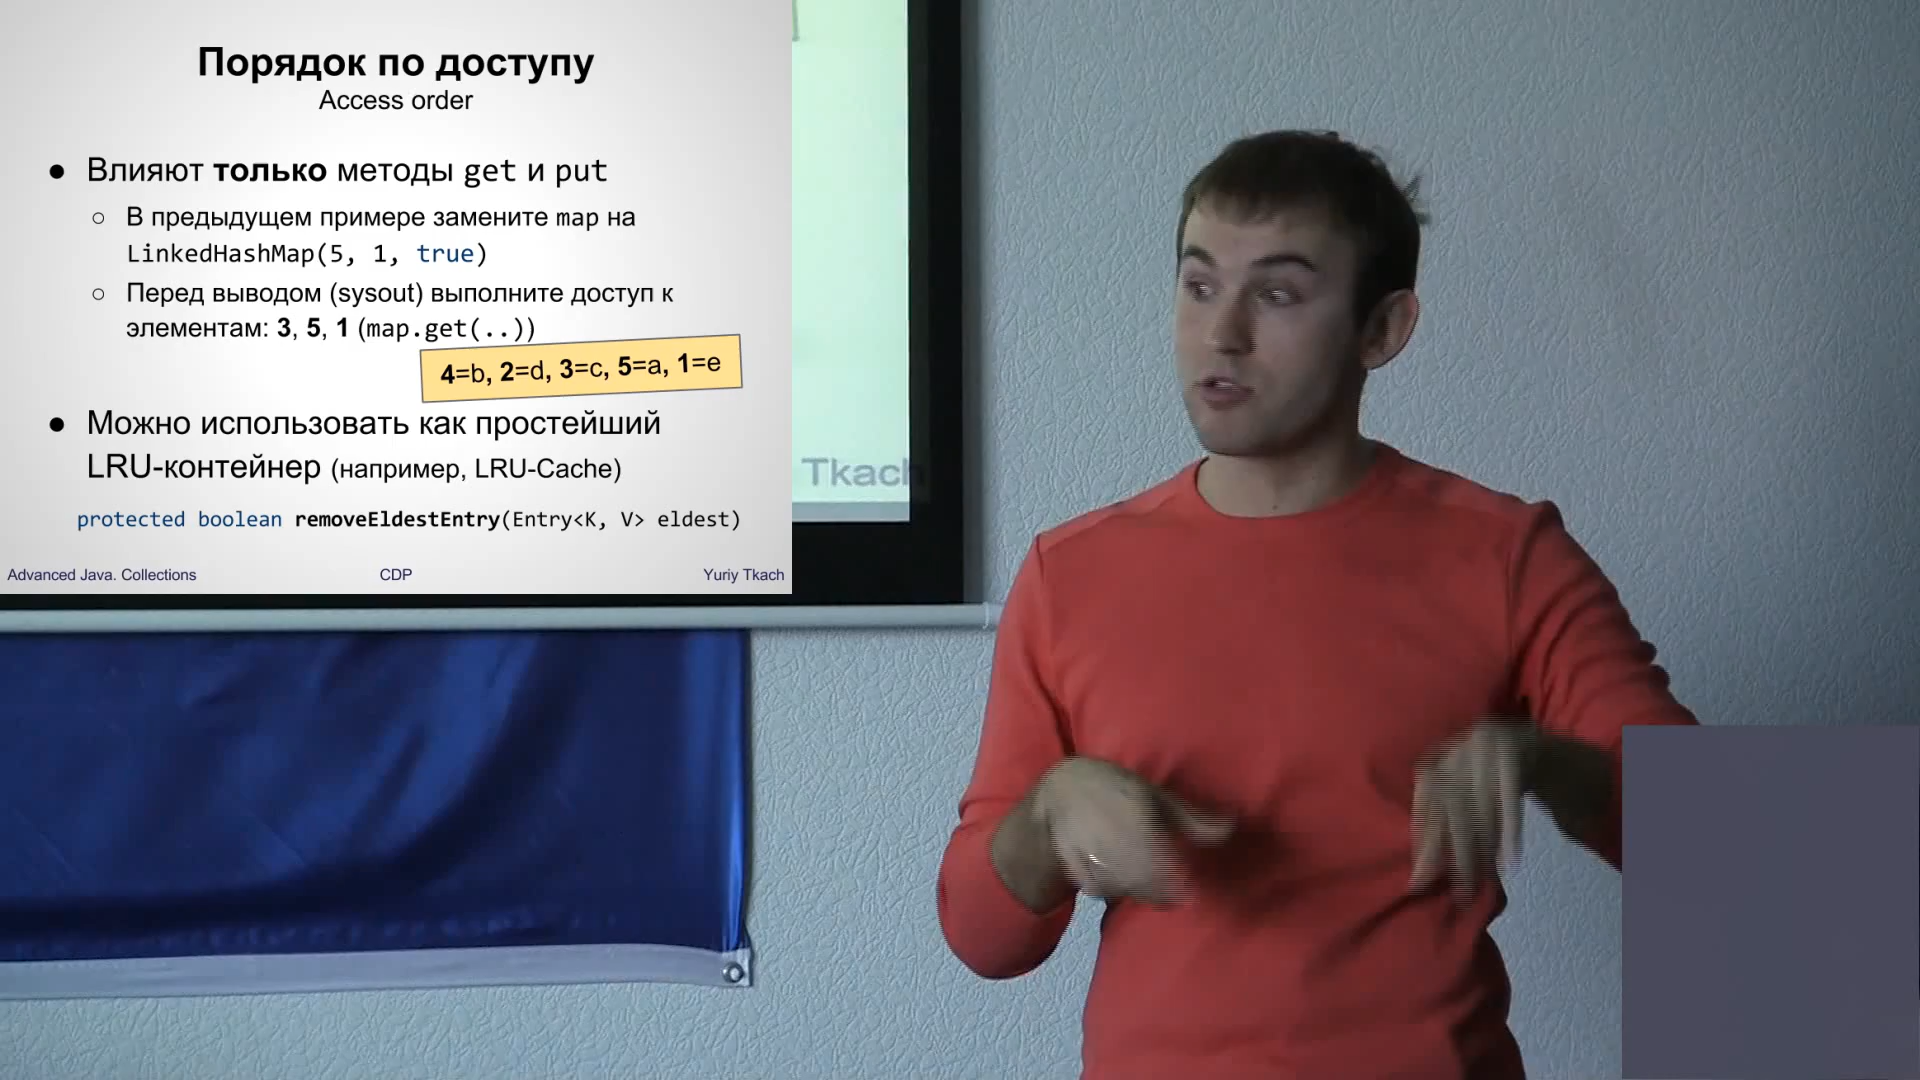 Порядок по доступу
Access order
● Влияют только методы get и put
○ В предыдущем примере замените map на
LinkedHashMap(5, 1, true)
○ Перед выводом (sysout) выполните доступ к
элементам: 3, 5, 1 (map.get(..))
4=b, 2=d, 3=c, 5=a, 1=e
● Можно использовать как простейший
LRU-контейнер (например, LRU-Cache)
protected boolean removeEldestEntry(Entry<K, V> eldest)
Advanced Java. Collections CDP Yuriy Tkach
Tkach